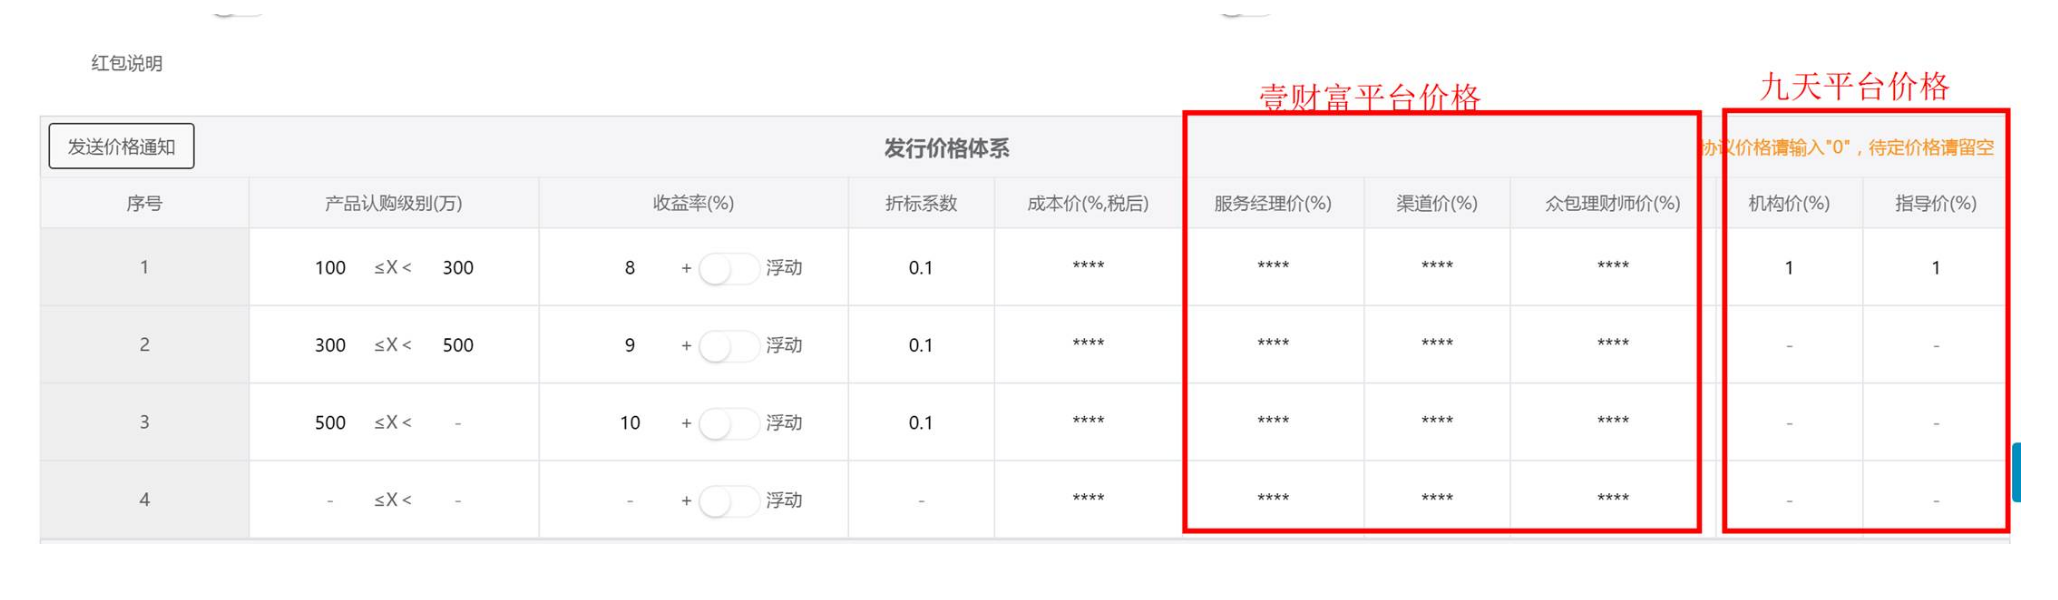 红包说明
壹财富平台价格
九天平台价格
发送价格通知 发行价格体系 协议价格请输入"0"，待定价格请留空
序号 产品认购级别(万) 收益率(%) 折标系数 成本价(%,税后) 服务经理价(%) 渠道价(%) 众包理财师价(%) 机构价(%) 指导价(%)
1 100 ≤X< 300 8 + 浮动 0.1 **** **** **** **** 1 1
2 300 ≤X< 500 9 + 浮动 0.1 **** **** **** **** - -
3 500 ≤X< - 10 + 浮动 0.1 **** **** **** **** - -
4 - ≤X< - - + 浮动 - **** **** **** **** - -